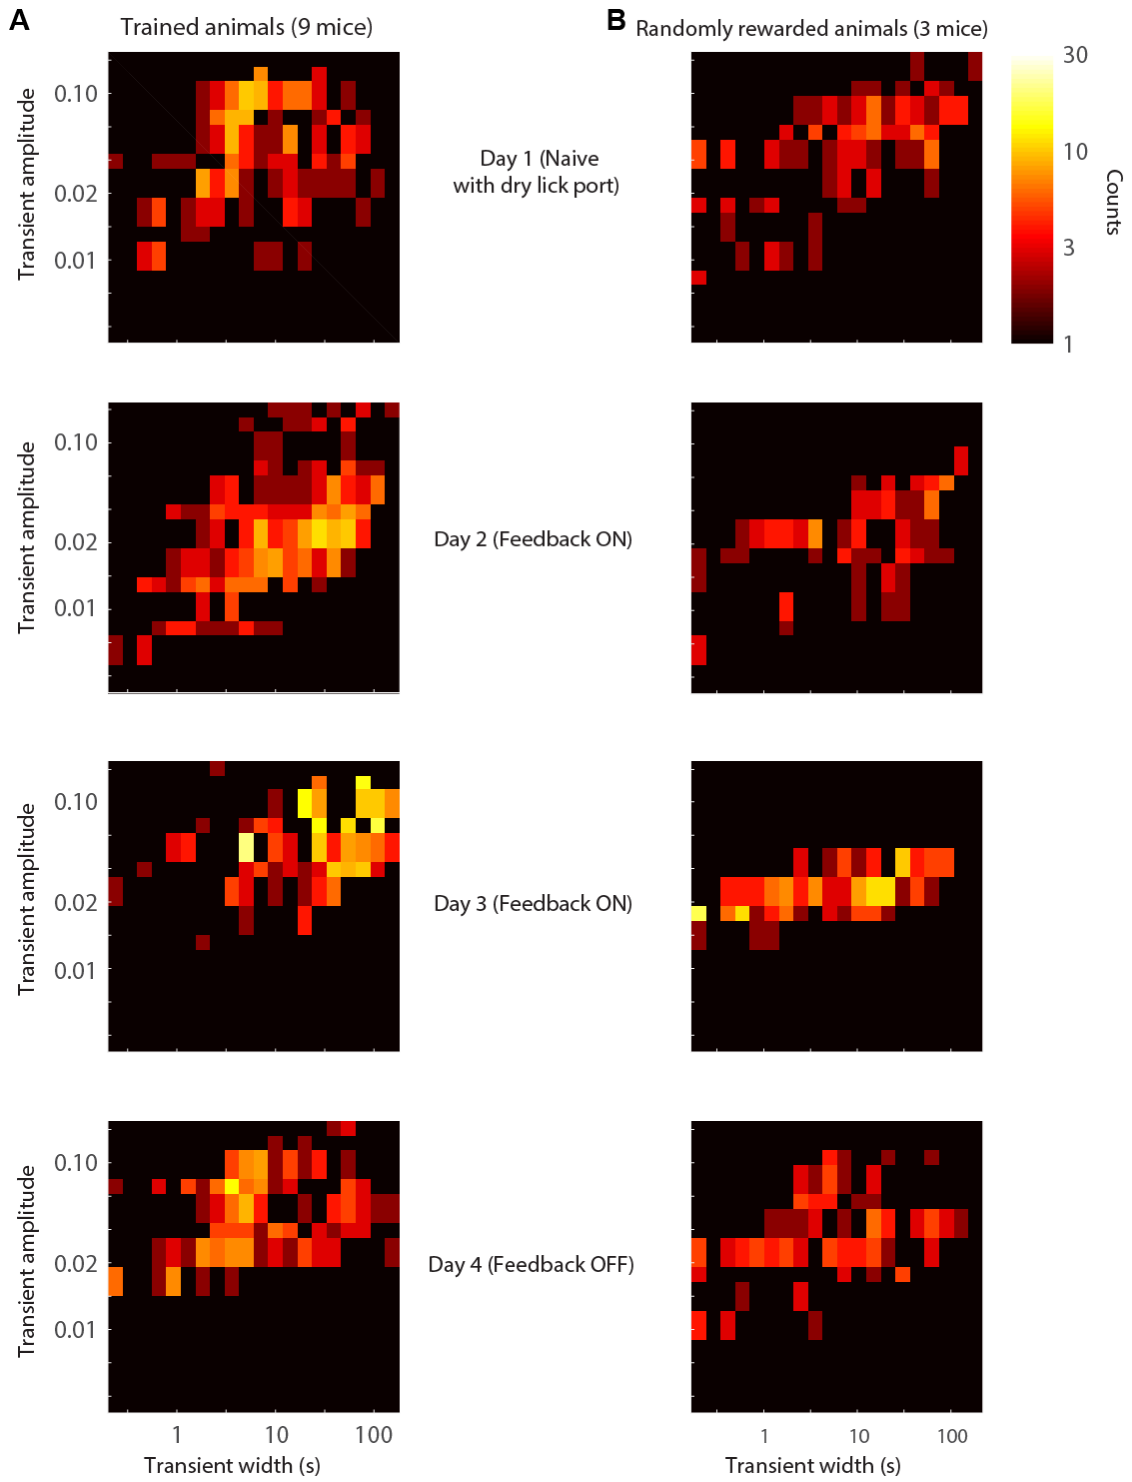 A
Trained animals (9 mice)
B
Randomly rewarded animals (3 mice)
Transient amplitude
0.10
0.02
0.01
Day 1 (Naive
with dry lick port)
30
10
3
1
Counts
Transient amplitude
0.10
0.02
0.01
Day 2 (Feedback ON)
Transient amplitude
0.10
0.02
0.01
Day 3 (Feedback ON)
Transient amplitude
0.10
0.02
0.01
Day 4 (Feedback OFF)
1 10 100
Transient width (s)
1 10 100
Transient width (s)